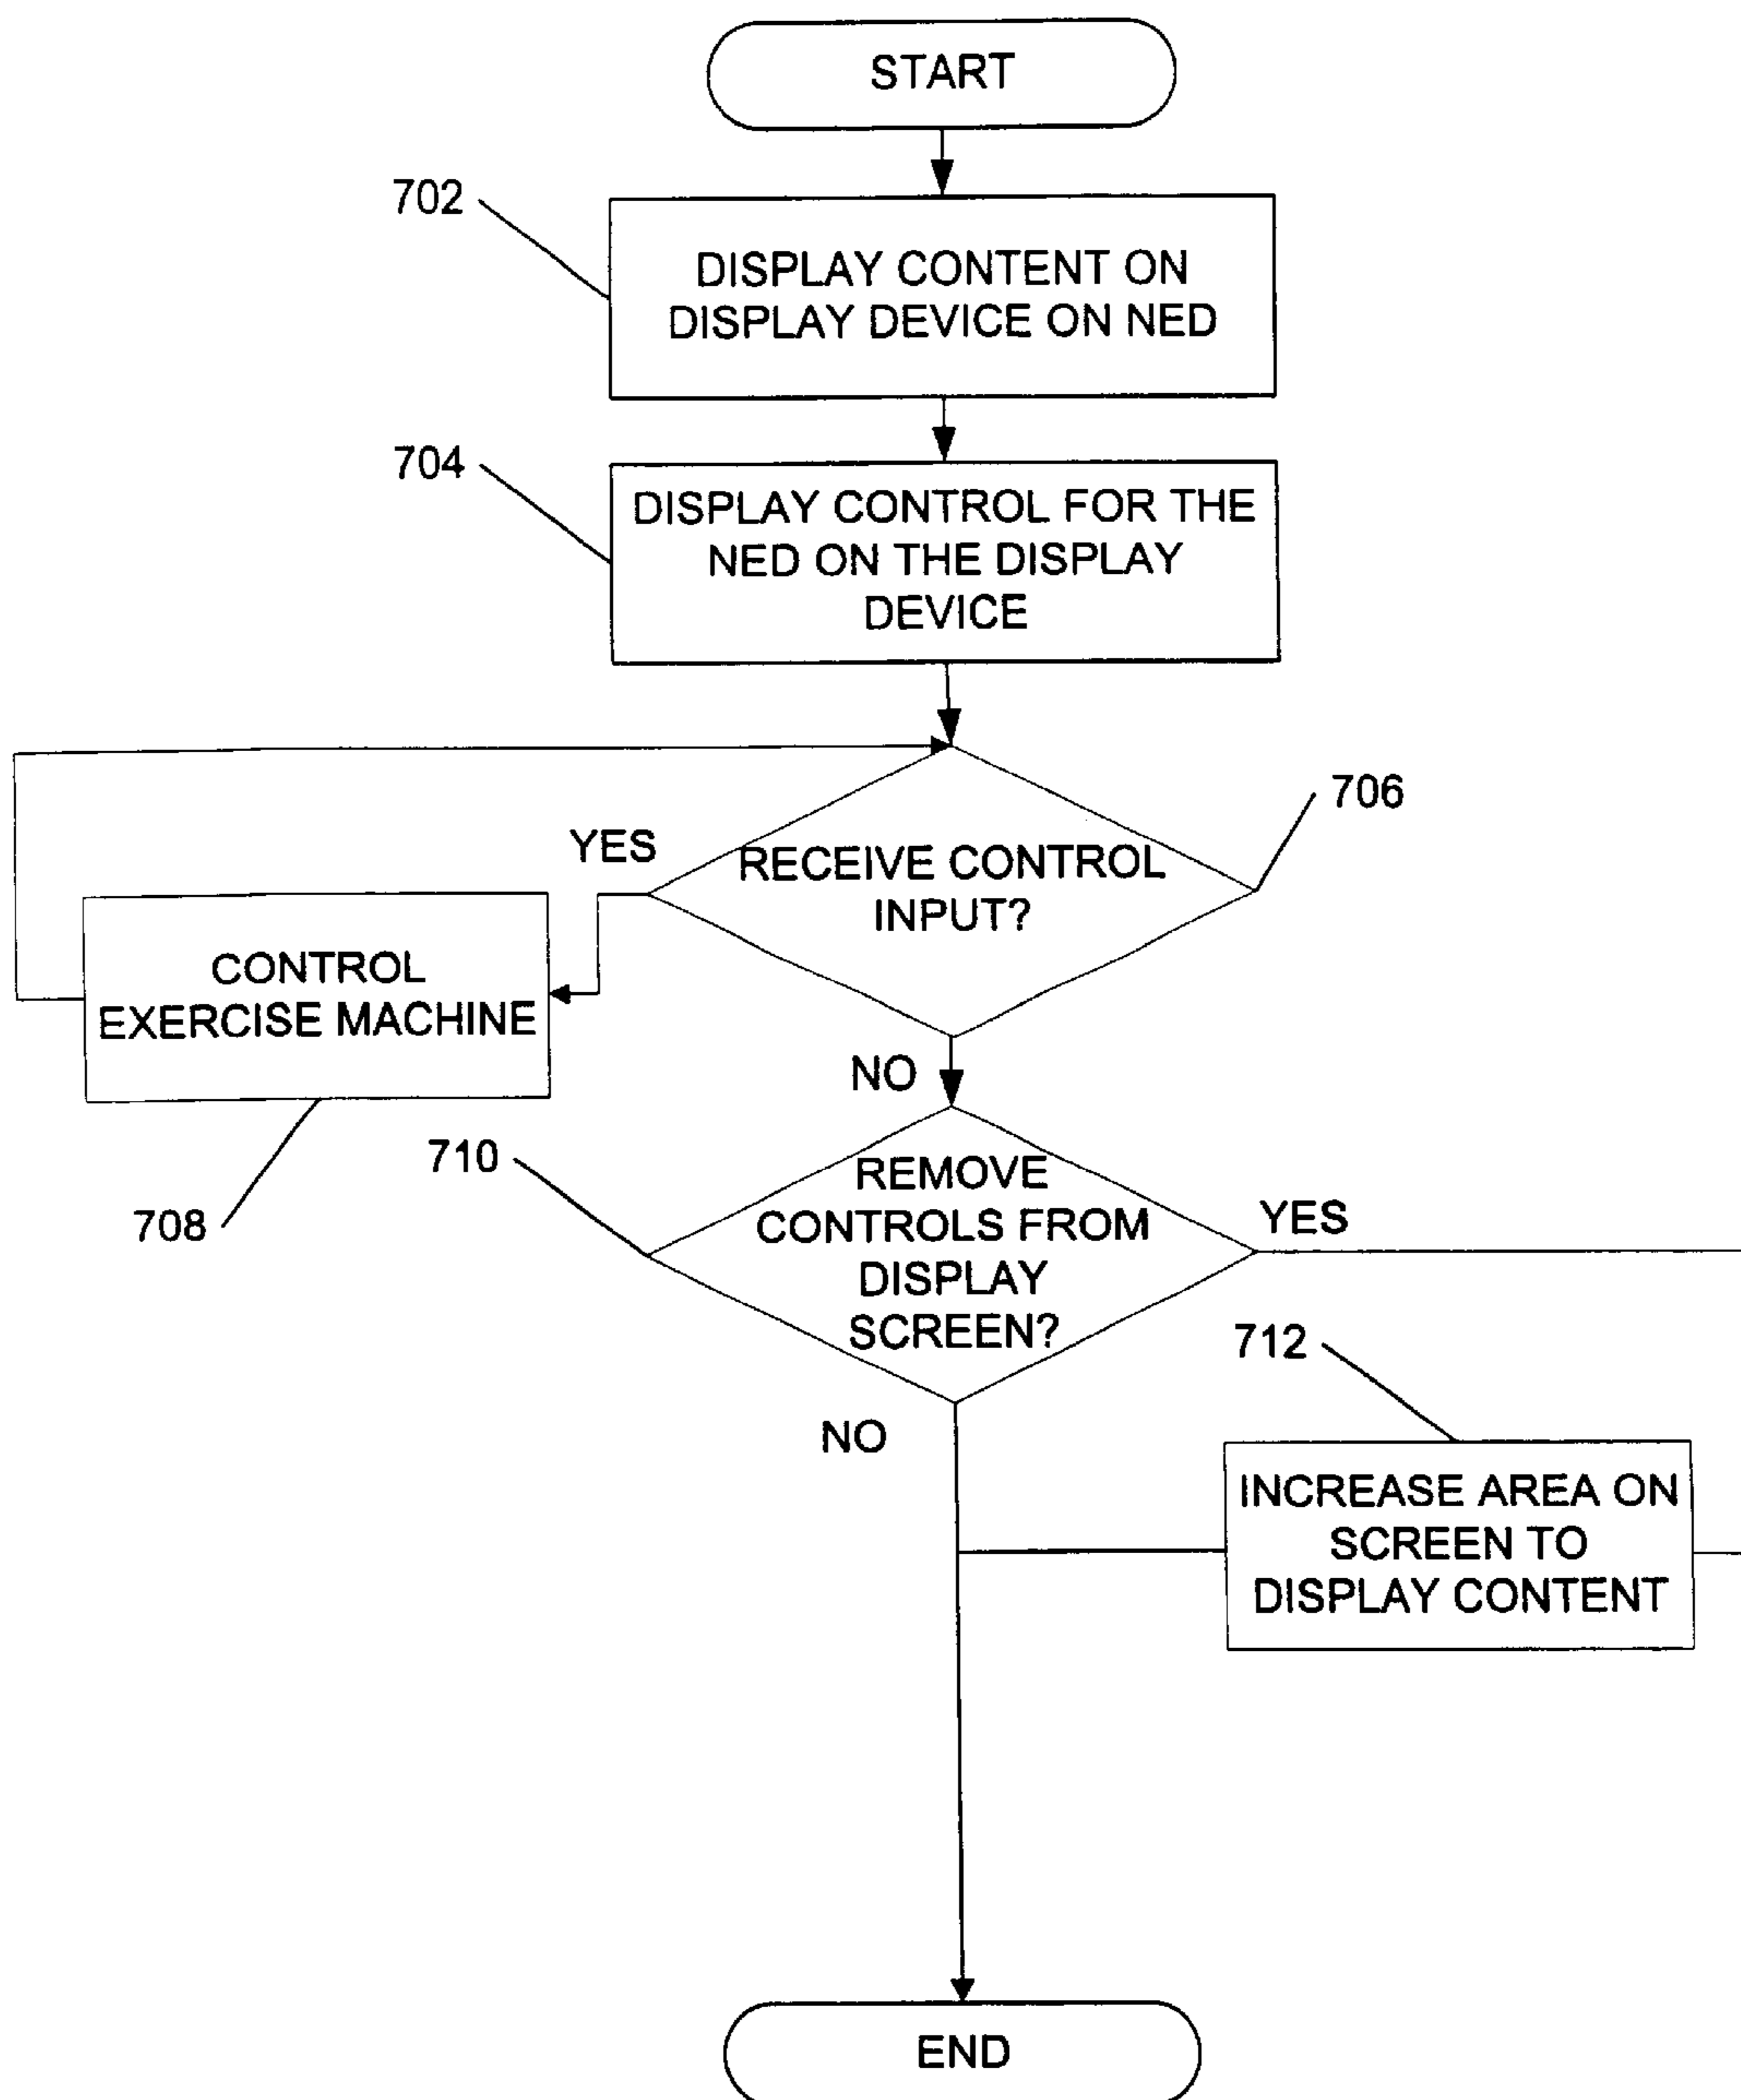 START
702
DISPLAY CONTENT ON
DISPLAY DEVICE ON NED
704
DISPLAY CONTROL FOR THE
NED ON THE DISPLAY
DEVICE
706
YES
RECEIVE CONTROL
INPUT?
CONTROL
EXERCISE MACHINE
708
NO
710
REMOVE
CONTROLS FROM
DISPLAY
SCREEN?
YES
712
NO
INCREASE AREA ON
SCREEN TO
DISPLAY CONTENT
END